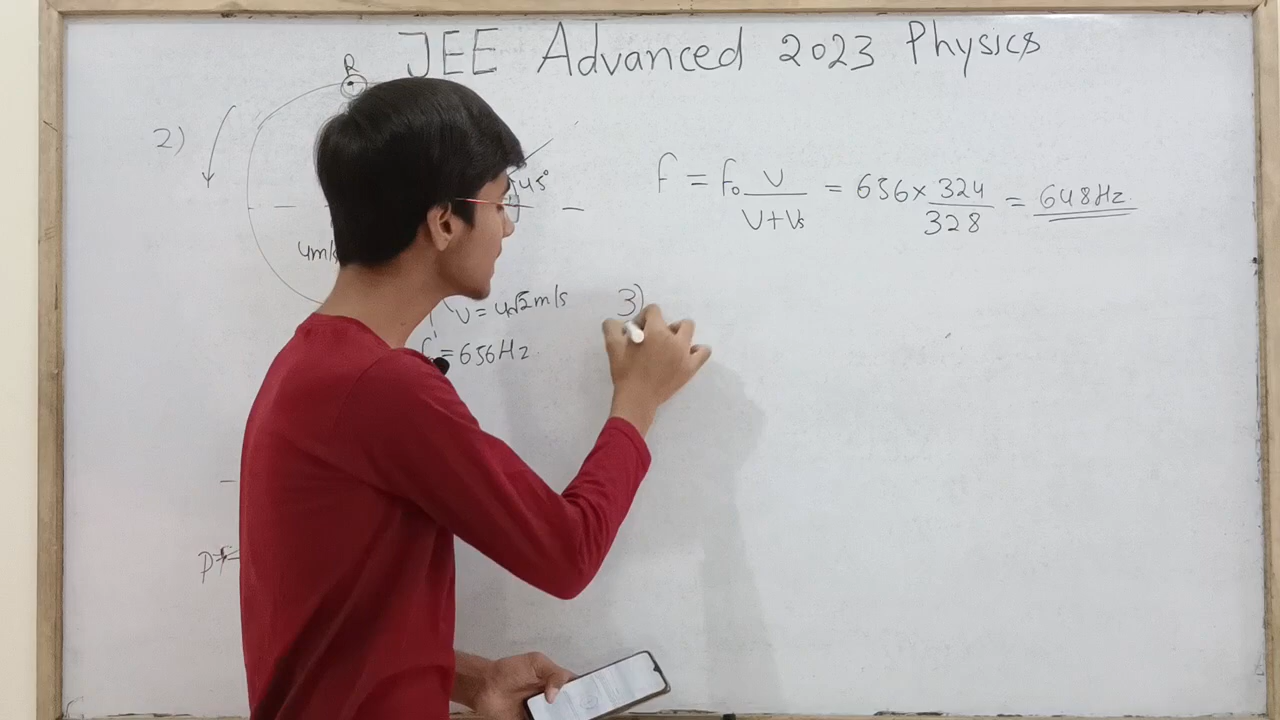 JEE Advanced 2023 Physics
R
2)
45°
f = f₀ V / V+Vs = 656 × 324 / 328 = 648Hz
4m/s
V = 4√2 m/s
= 656Hz
3)
P